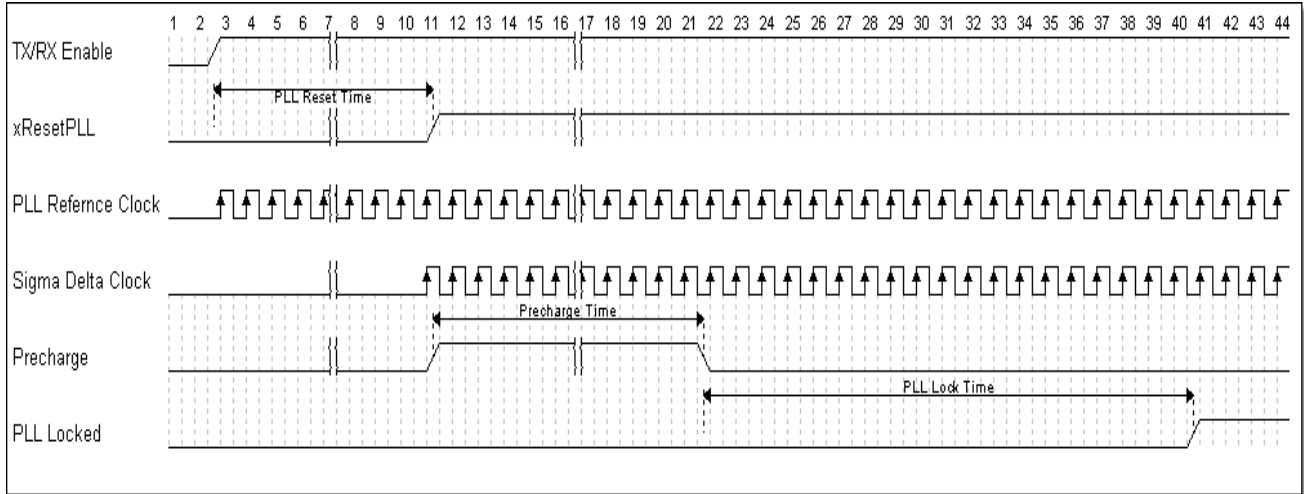 1 2 3 4 5 6 7 8 9 10 11 12 13 14 15 16 17 18 19 20 21 22 23 24 25 26 27 28 29 30 31 32 33 34 35 36 37 38 39 40 41 42 43 44
TX/RX Enable
PLL Reset Time
xResetPLL
PLL Refernce Clock
Sigma Delta Clock
Precharge Time
Precharge
PLL Lock Time
PLL Locked